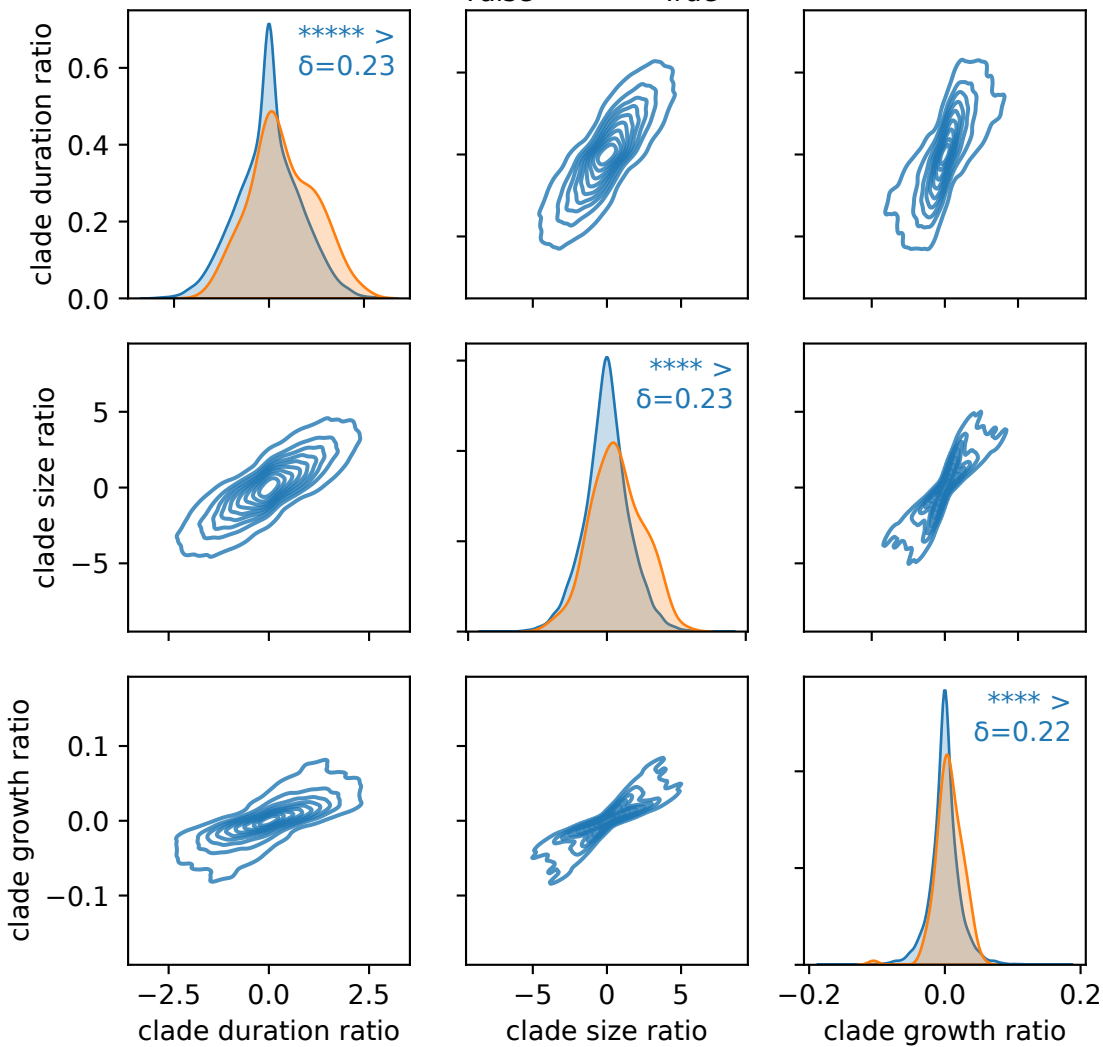 ***** >
δ=0.23
clade duration ratio
0.6
0.4
0.2
0.0
**** >
δ=0.23
clade size ratio
5
0
−5
**** >
δ=0.22
clade growth ratio
0.1
0.0
−0.1
−2.5 0.0 2.5
−5 0 5
−0.2 0.0 0.2
clade duration ratio
clade size ratio
clade growth ratio